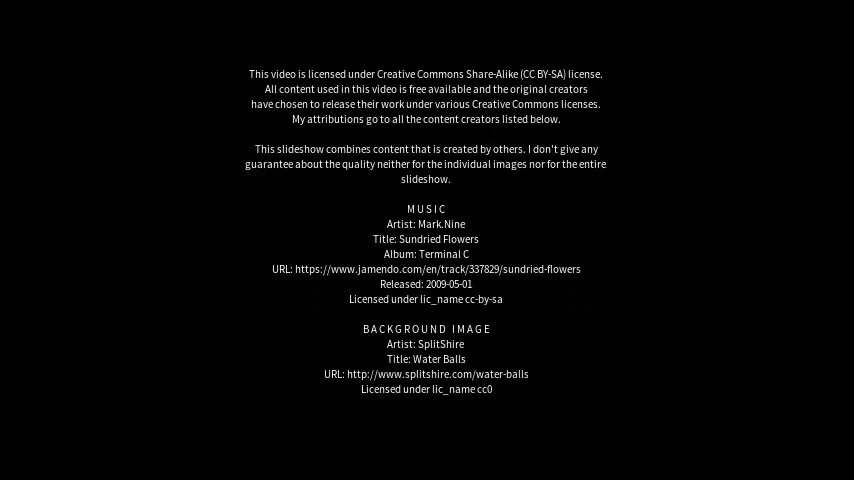 This video is licensed under Creative Commons Share-Alike (CC BY-SA) license.
All content used in this video is free available and the original creators
have chosen to release their work under various Creative Commons licenses.
My attributions go to all the content creators listed below.
This slideshow combines content that is created by others. I don't give any
guarantee about the quality neither for the individual images nor for the entire
slideshow.
MUSIC
Artist: Mark.Nine
Title: Sundried Flowers
Album: Terminal C
URL: https://www.jamendo.com/en/track/337829/sundried-flowers
Released: 2009-05-01
Licensed under lic_name cc-by-sa
BACKGROUND IMAGE
Artist: SplitShire
Title: Water Balls
URL: http://www.splitshire.com/water-balls
Licensed under lic_name cc0